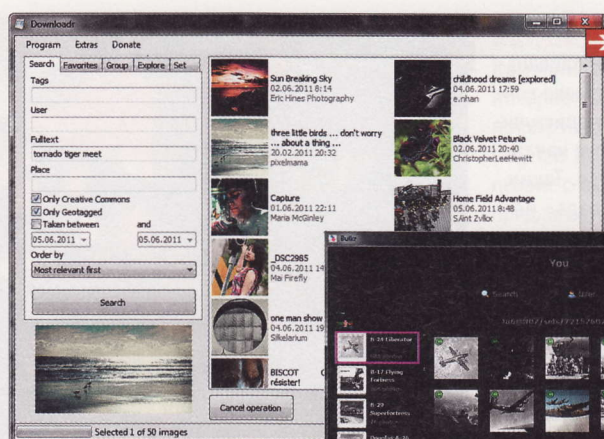 Downloadr
Program Extras Donate
Search Favorites Group Explore Set
Tags
User
Fulltext
tornado tiger meet
Place
Only Creative Commons
Only Geotagged
Taken between and
05.06.2011 05.06.2011
Order by
Most relevant first
Search
Sun Breaking Sky
02.06.2011 8:14
Eric Hines Photography
three little birds ... don't worry
... about a thing ...
20.02.2011 20:32
pixelmama
Capture
01.06.2011 22:11
Maria McGinley
_DSC2985
04.06.2011 14
Mai Firefly
one man show
04.06.2011 19
Silkelarium
BISCOT
résister!
childhood dreams [explored]
04.06.2011 17:59
e.nhan
Black Velvet Petunia
02.06.2011 20:40
ChristopherLeeHewitt
Home Field Advantage
05.06.2011 8:48
Cancel operation
Selected 1 of 50 images
You
Search
B-24 Liberator
B-17 Flying
Fortress
B-29
Superfortress